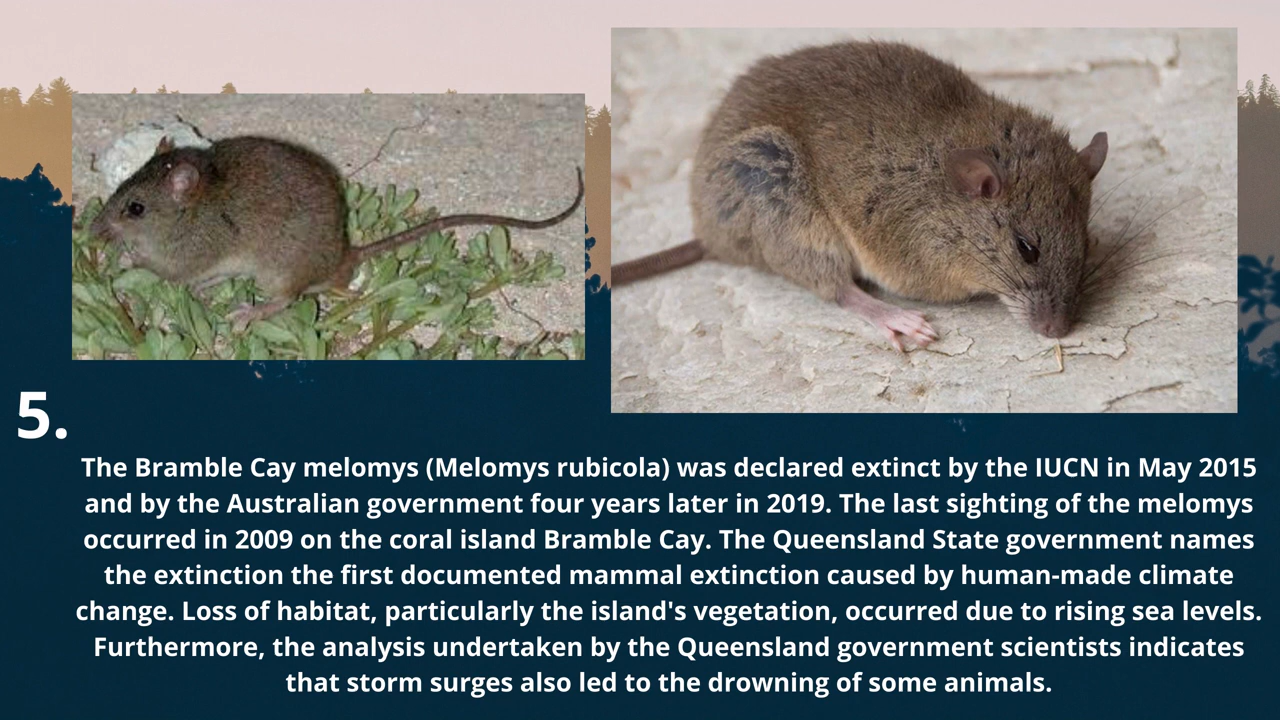 5.
The Bramble Cay melomys (Melomys rubicola) was declared extinct by the IUCN in May 2015
and by the Australian government four years later in 2019. The last sighting of the melomys
occurred in 2009 on the coral island Bramble Cay. The Queensland State government names
the extinction the first documented mammal extinction caused by human-made climate
change. Loss of habitat, particularly the island's vegetation, occurred due to rising sea levels.
Furthermore, the analysis undertaken by the Queensland government scientists indicates
that storm surges also led to the drowning of some animals.